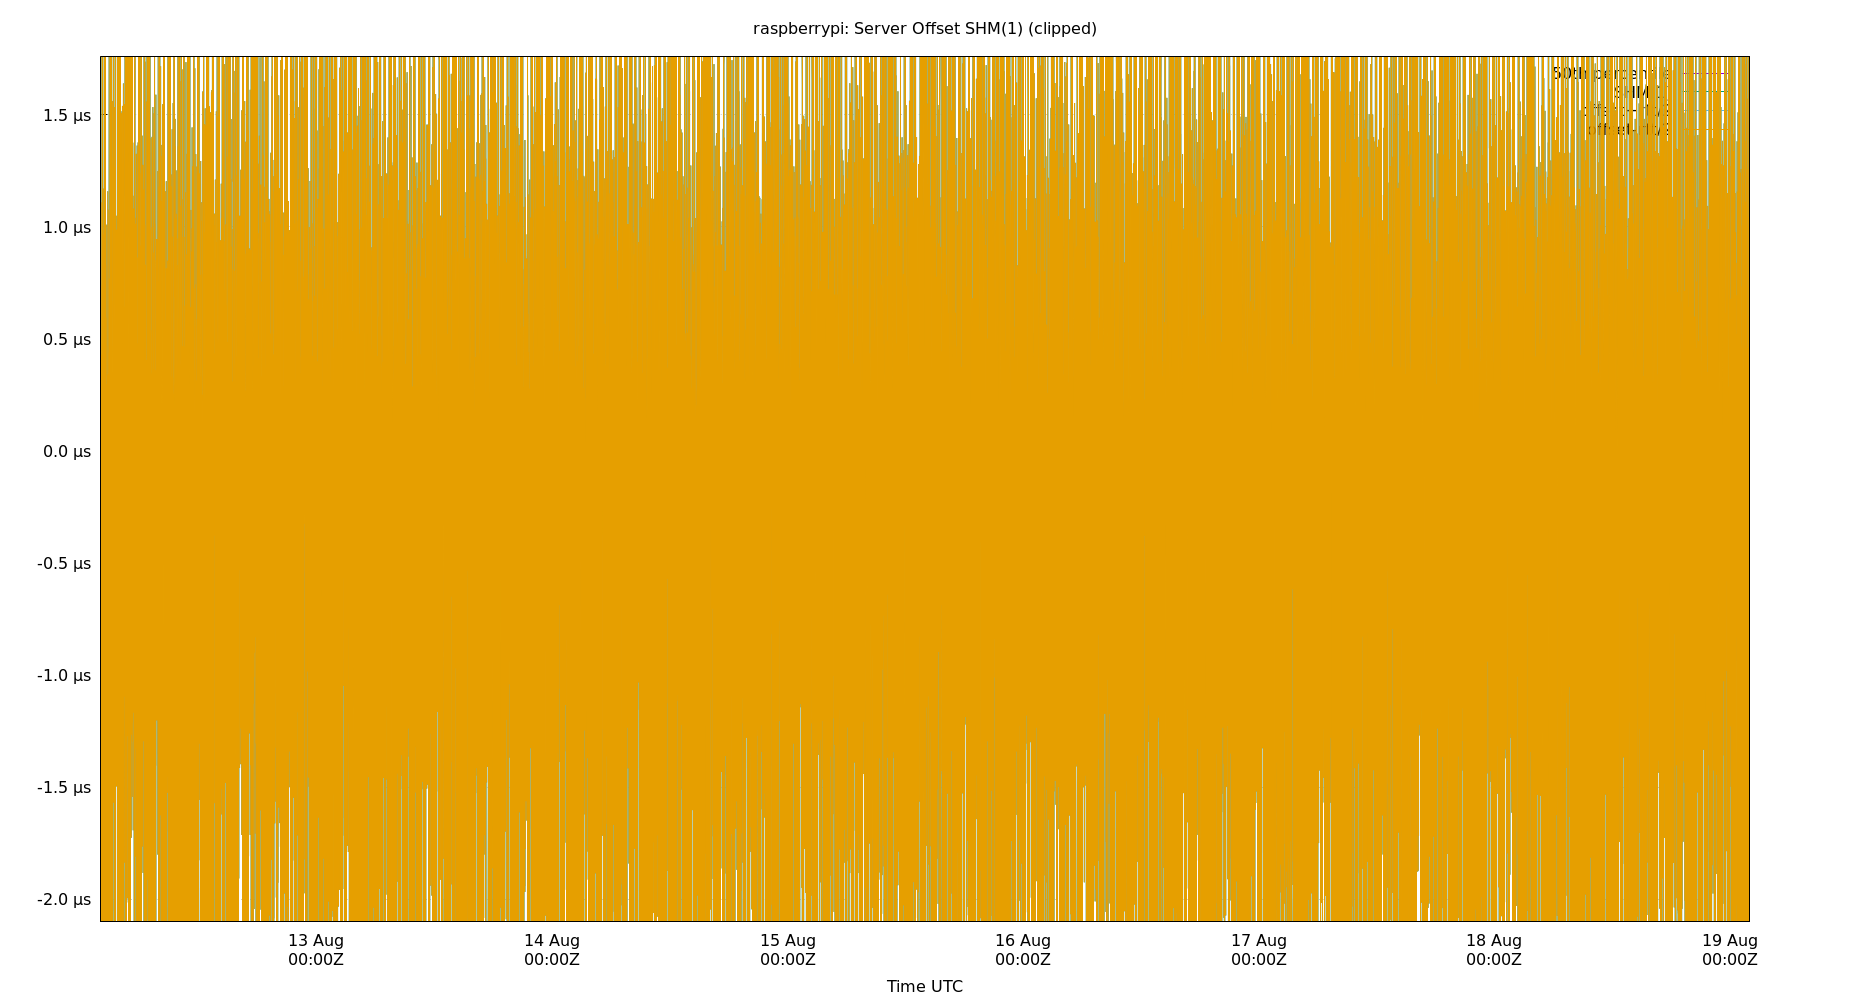 raspberrypi: Server Offset SHM(1) (clipped)
50th percentile
1.5 µs
1.0 µs
0.5 µs
0.0 µs
-0.5 µs
-1.0 µs
-1.5 µs
-2.0 µs
13 Aug 14 Aug 15 Aug 16 Aug 17 Aug 18 Aug 19 Aug
00:00Z 00:00Z 00:00Z 00:00Z 00:00Z 00:00Z 00:00Z
Time UTC